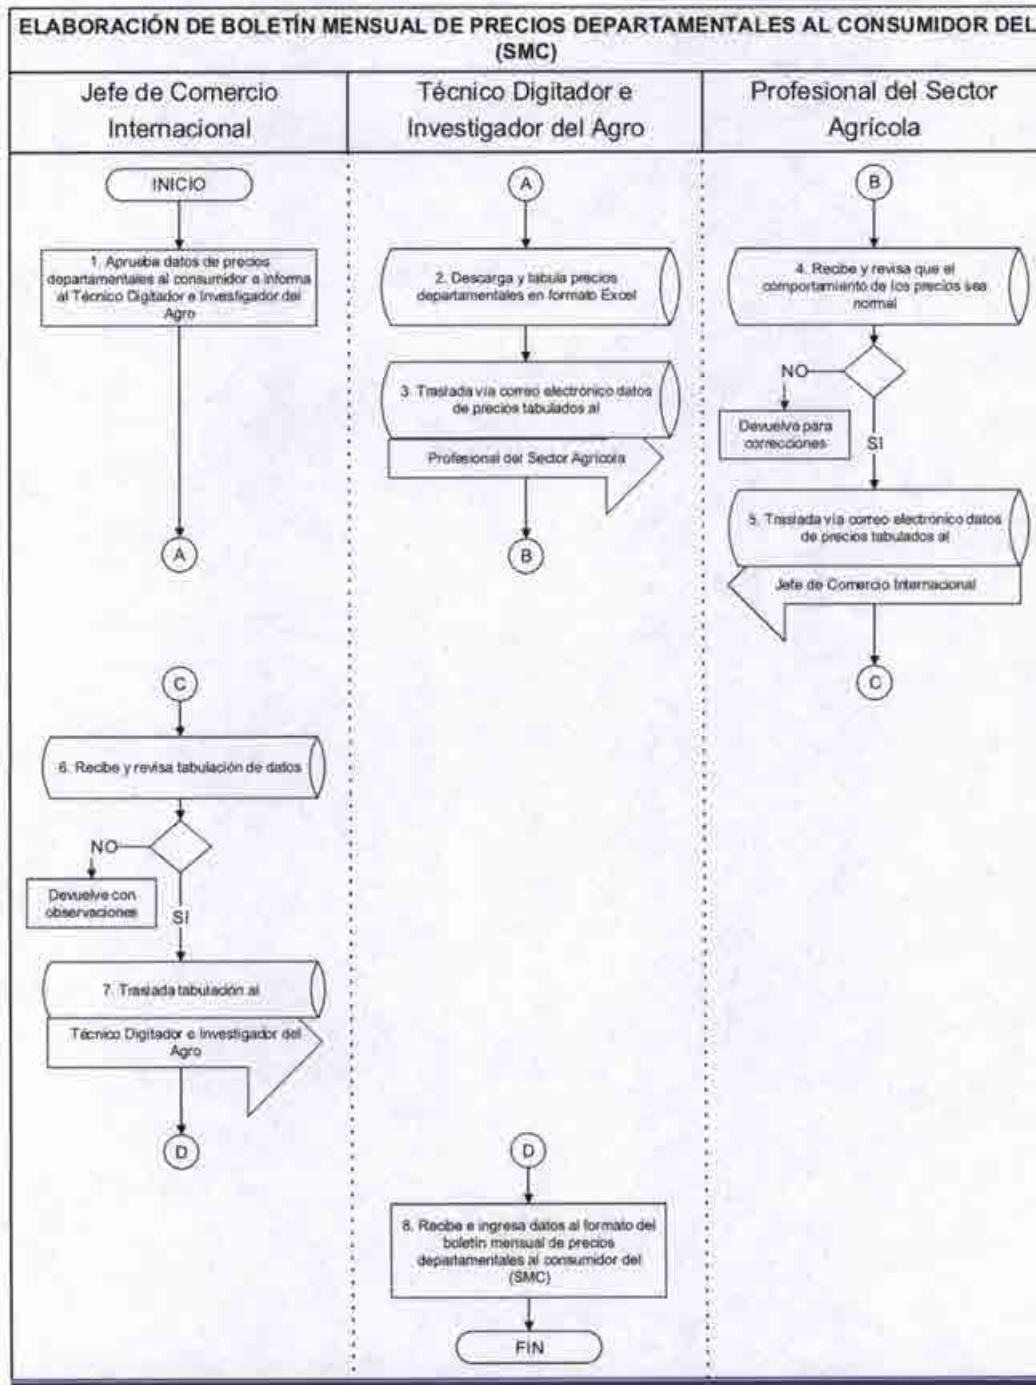 ELABORACIÓN DE BOLETÍN MENSUAL DE PRECIOS DEPARTAMENTALES AL CONSUMIDOR DEL
(SMC)
Jefe de Comercio
Internacional
Técnico Digitador e
Investigador del Agro
Profesional del Sector
Agrícola
INICIO
1. Aprueba datos de precios
departamentales al consumidor e informa
al Técnico Digitador e Investigador del
Agro
A
A
2. Descarga y tabula precios
departamentales en formato Excel
3. Traslada vía correo electrónico datos
de precios tabulados al
Profesional del Sector Agrícola
B
B
4. Recibe y revisa que el
comportamiento de los precios sea
normal
NO
Devuelve para
correcciones
SI
5. Traslada vía correo electrónico datos
de precios tabulados al
Jefe de Comercio Internacional
C
C
6. Recibe y revisa tabulación de datos
NO
Devuelve con
observaciones
SI
7. Traslada tabulación al
Técnico Digitador e Investigador del
Agro
D
D
8. Recibe e ingresa datos al formato del
boletín mensual de precios
departamentales al consumidor del
(SMC)
FIN